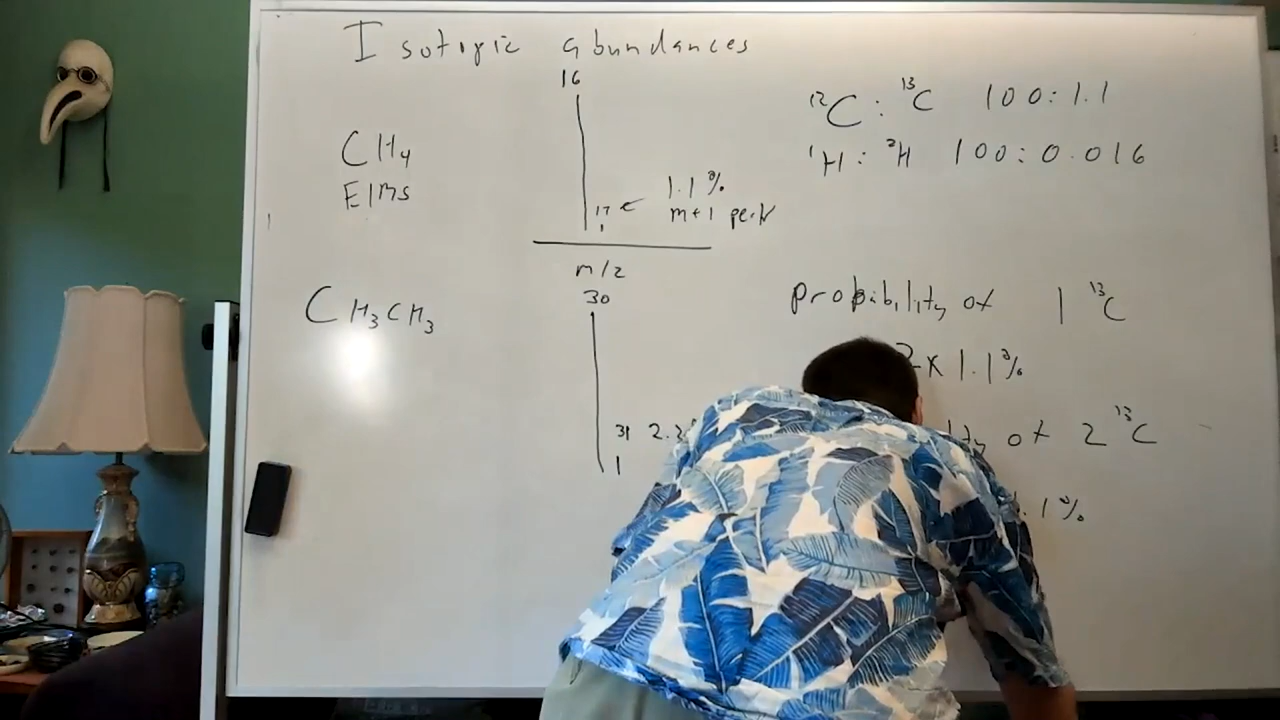 Isotopic abundances
16
¹²C : ¹³C 100:1.1
¹H : ²H 100:0.016
CH₄
EIMS
17 ← 1.1%
m+1 peak
m/z
30
CH₃CH₃
probability of 1 ¹³C
2x1.1%
31
of 2 ¹³C
.1%